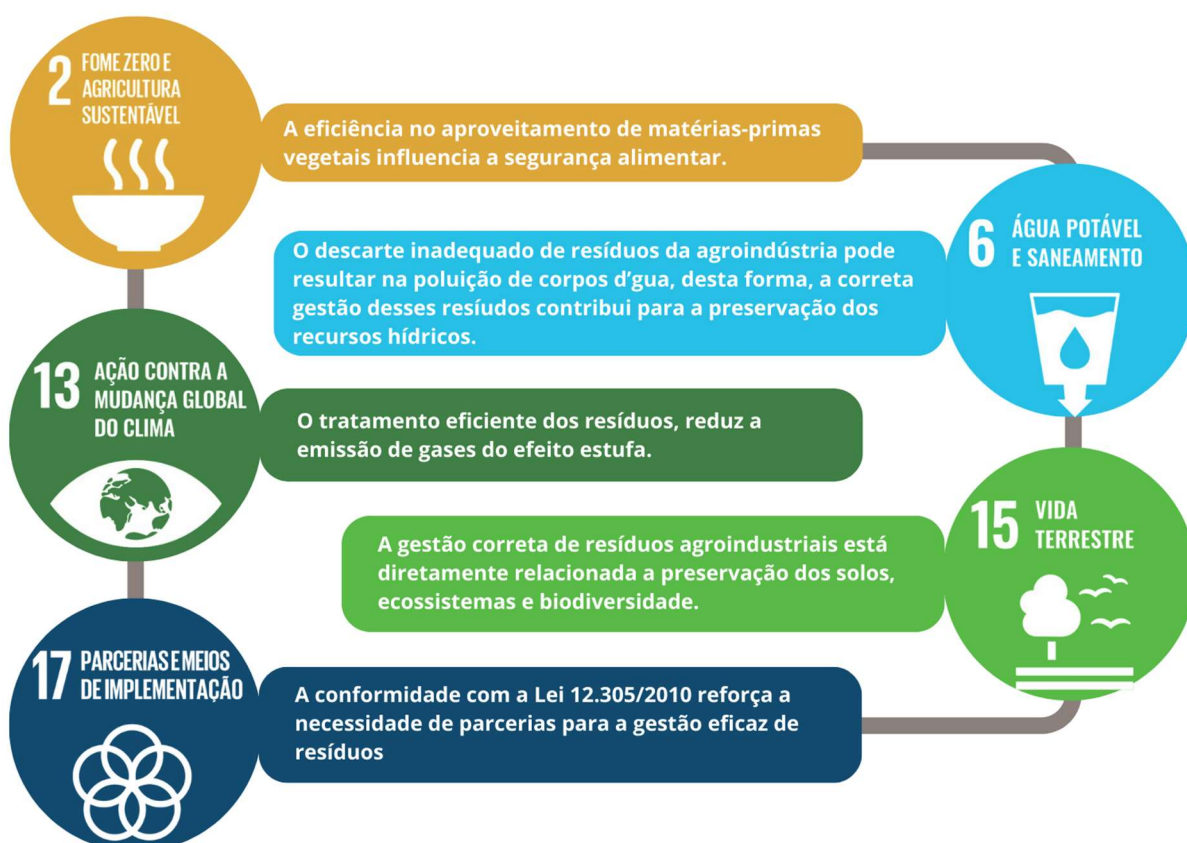 2 FOME ZERO E
AGRICULTURA
SUSTENTÁVEL
A eficiência no aproveitamento de matérias-primas
vegetais influencia a segurança alimentar.
6 ÁGUA POTÁVEL
E SANEAMENTO
O descarte inadequado de resíduos da agroindústria pode
resultar na poluição de corpos d’gua, desta forma, a correta
gestão desses resíudos contribui para a preservação dos
recursos hídricos.
13 AÇÃO CONTRA A
MUDANÇA GLOBAL
DO CLIMA
O tratamento eficiente dos resíduos, reduz a
emissão de gases do efeito estufa.
15 VIDA
TERRESTRE
A gestão correta de resíduos agroindustriais está
diretamente relacionada a preservação dos solos,
ecossistemas e biodiversidade.
17 PARCERIAS E MEIOS
DE IMPLEMENTAÇÃO
A conformidade com a Lei 12.305/2010 reforça a
necessidade de parcerias para a gestão eficaz de
resíduos